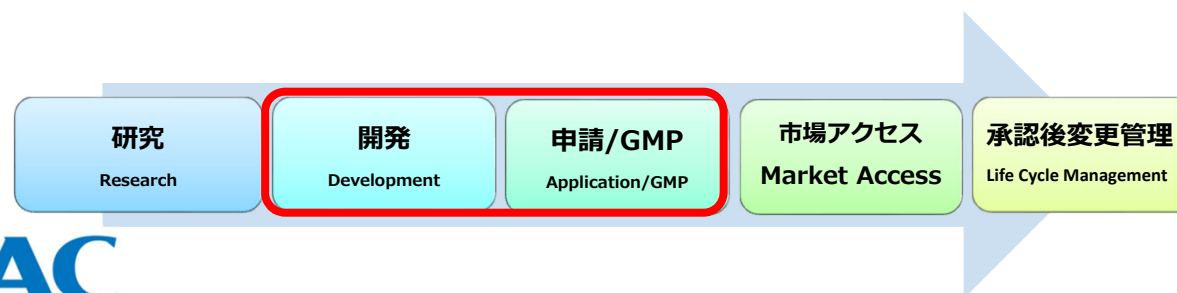 研究
Research
開発
Development
申請/GMP
Application/GMP
市場アクセス
Market Access
承認後変更管理
Life Cycle Management
AC